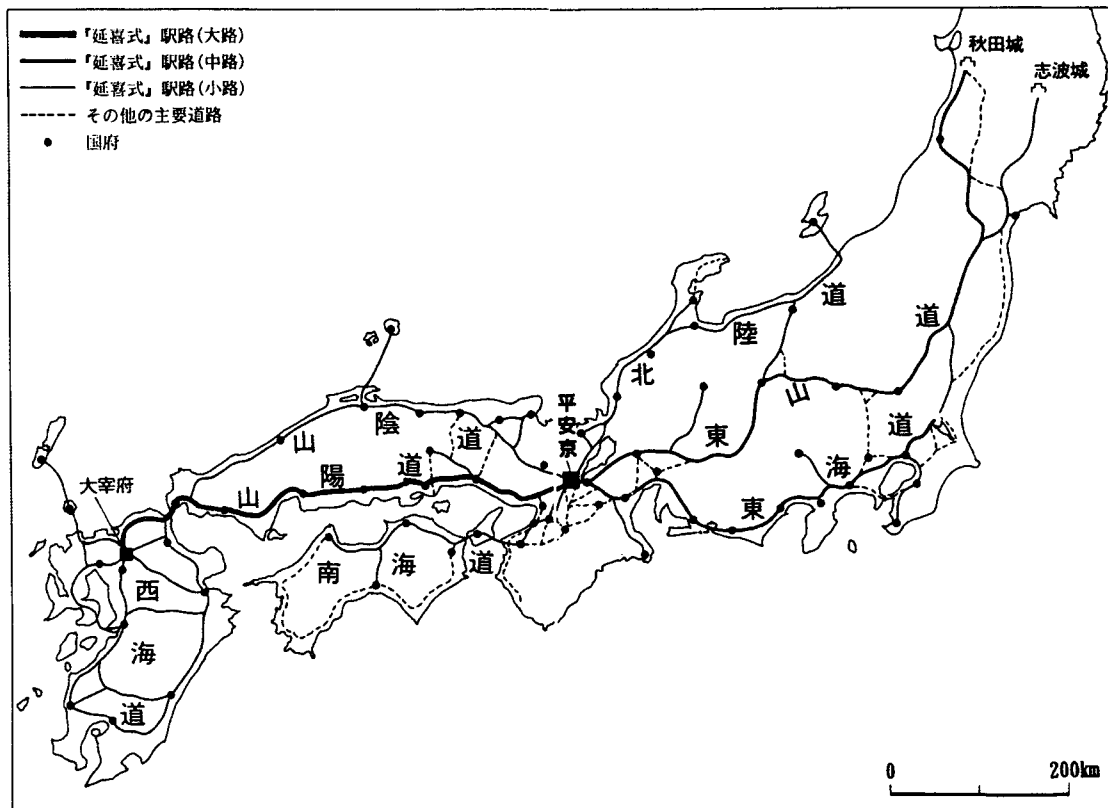 『延喜式』駅路(大路)
『延喜式』駅路(中路)
『延喜式』駅路(小路)
その他の主要道路
国府
秋田城
志波城
北陸道
東山道
平安京
山陰道
山陽道
東海道
大宰府
南海道
西海道
0 200km